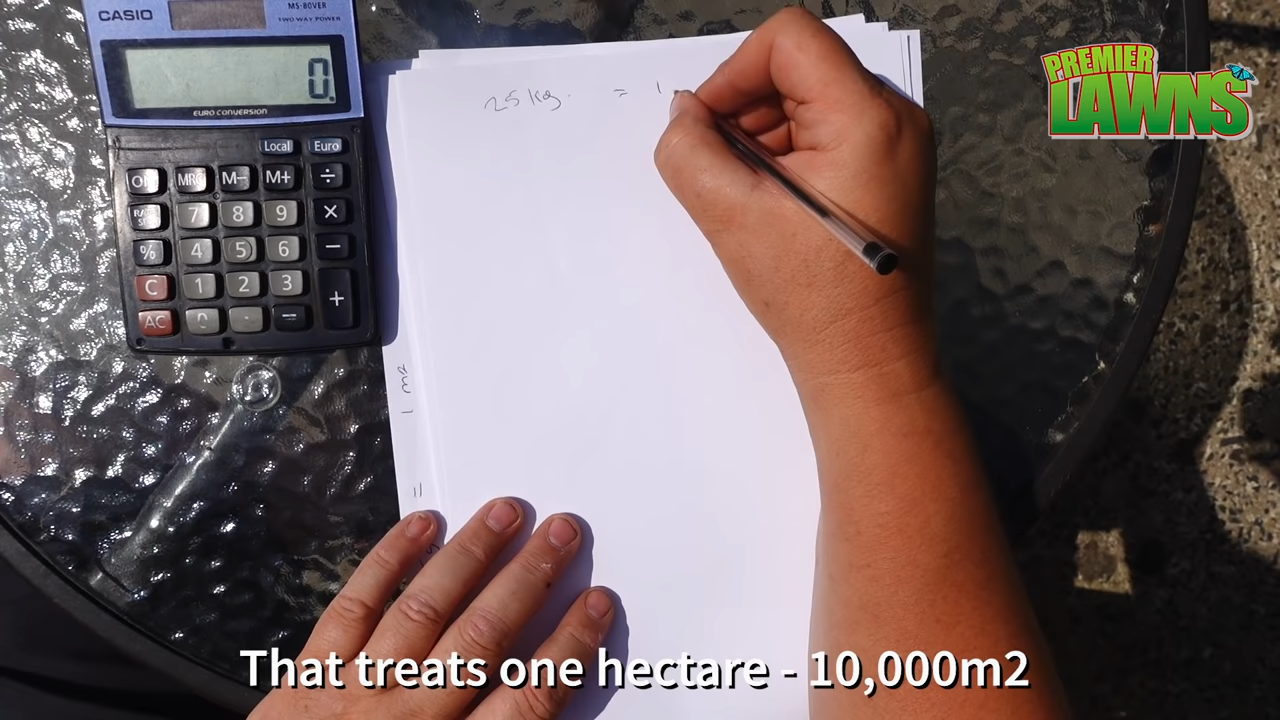 CASIO
MS-80VER
TWO WAY POWER
0.
EURO CONVERSION
Local Euro
MRC M- M+ ÷
7 8 9 ×
% 4 5 6 −
C 1 2 3 +
AC 0 . =
25 kg. = 1
1 m2
=
PREMIER
LAWNS
That treats one hectare - 10,000m2